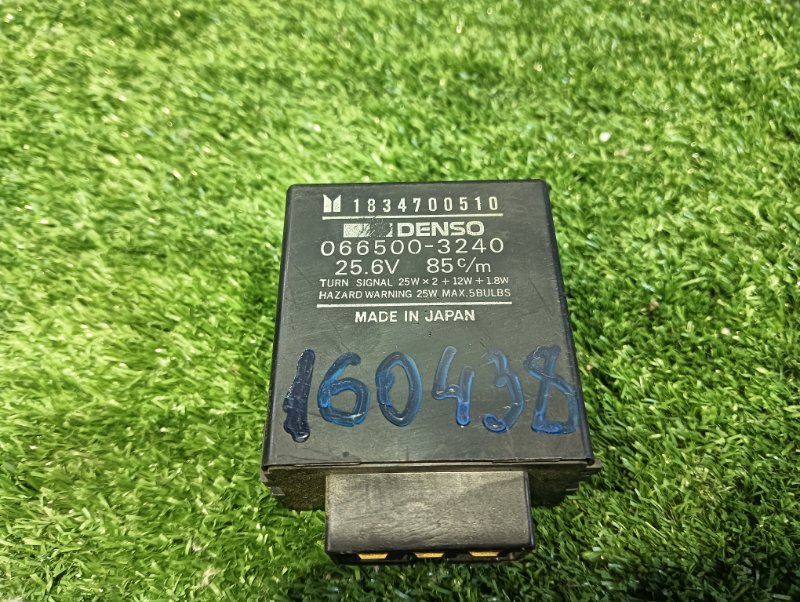 1834700510
DENSO
066500-3240
25.6V 85c/m
TURN SIGNAL 25W×2+12W+1.8W
HAZARD WARNING 25W MAX.5BULBS
MADE IN JAPAN
160438